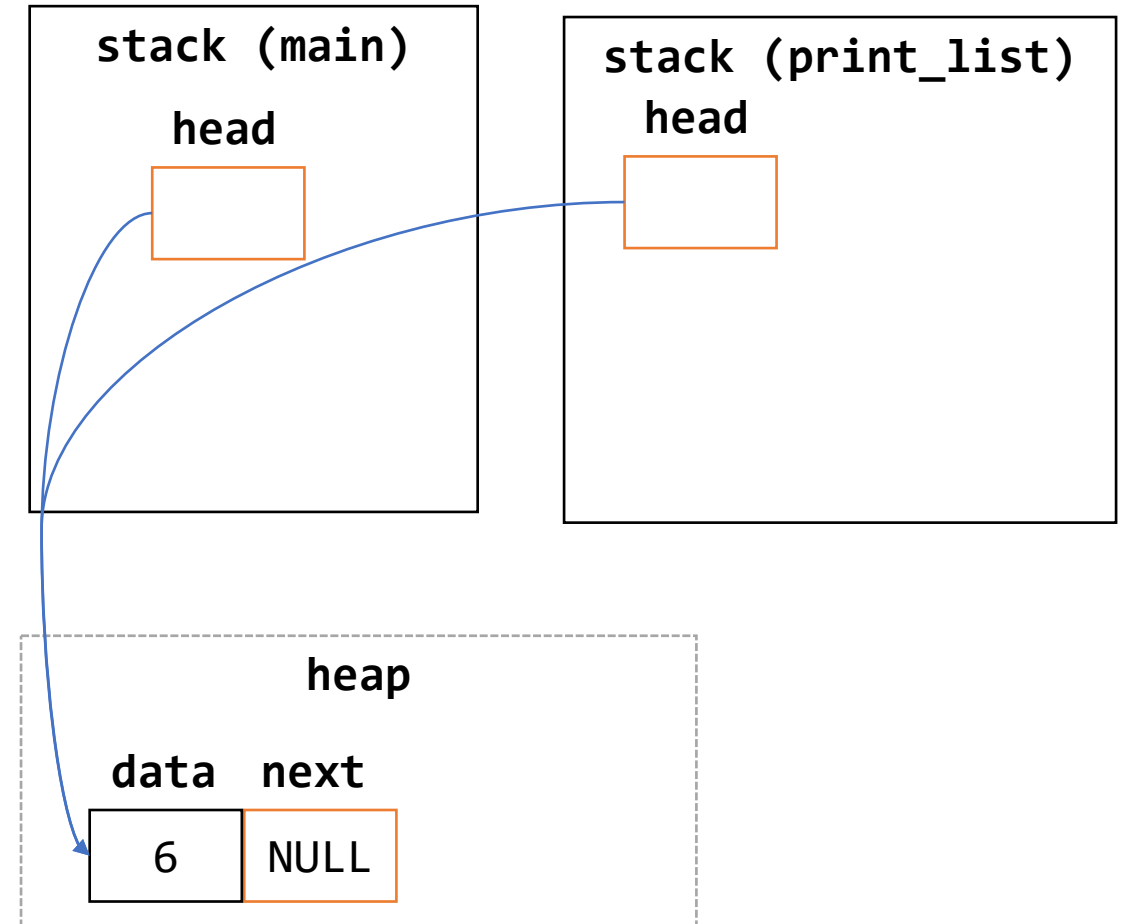 stack (main)
head
stack (print_list)
head
heap
data next
6 NULL